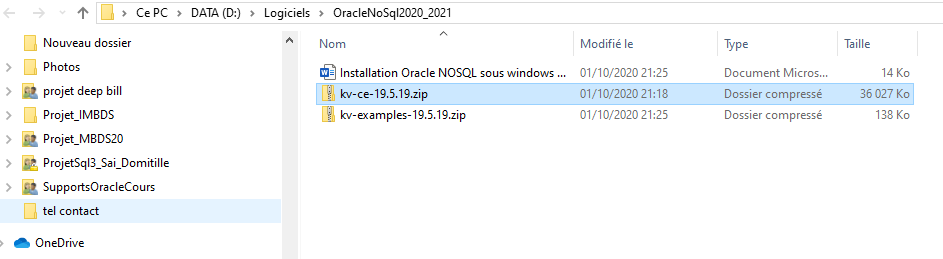 Ce PC > DATA (D:) > Logiciels > OracleNoSql2020_2021
Nouveau dossier
Photos
projet deep bill
Projet_IMBDS
Projet_MBDS20
ProjetSql3_Sai_Domitille
SupportsOracleCours
tel contact
OneDrive
Nom Modifié le Type Taille
Installation Oracle NOSQL sous windows ... 01/10/2020 21:25 Document Micros... 14 Ko
kv-ce-19.5.19.zip 01/10/2020 21:18 Dossier compressé 36 027 Ko
kv-examples-19.5.19.zip 01/10/2020 21:25 Dossier compressé 138 Ko